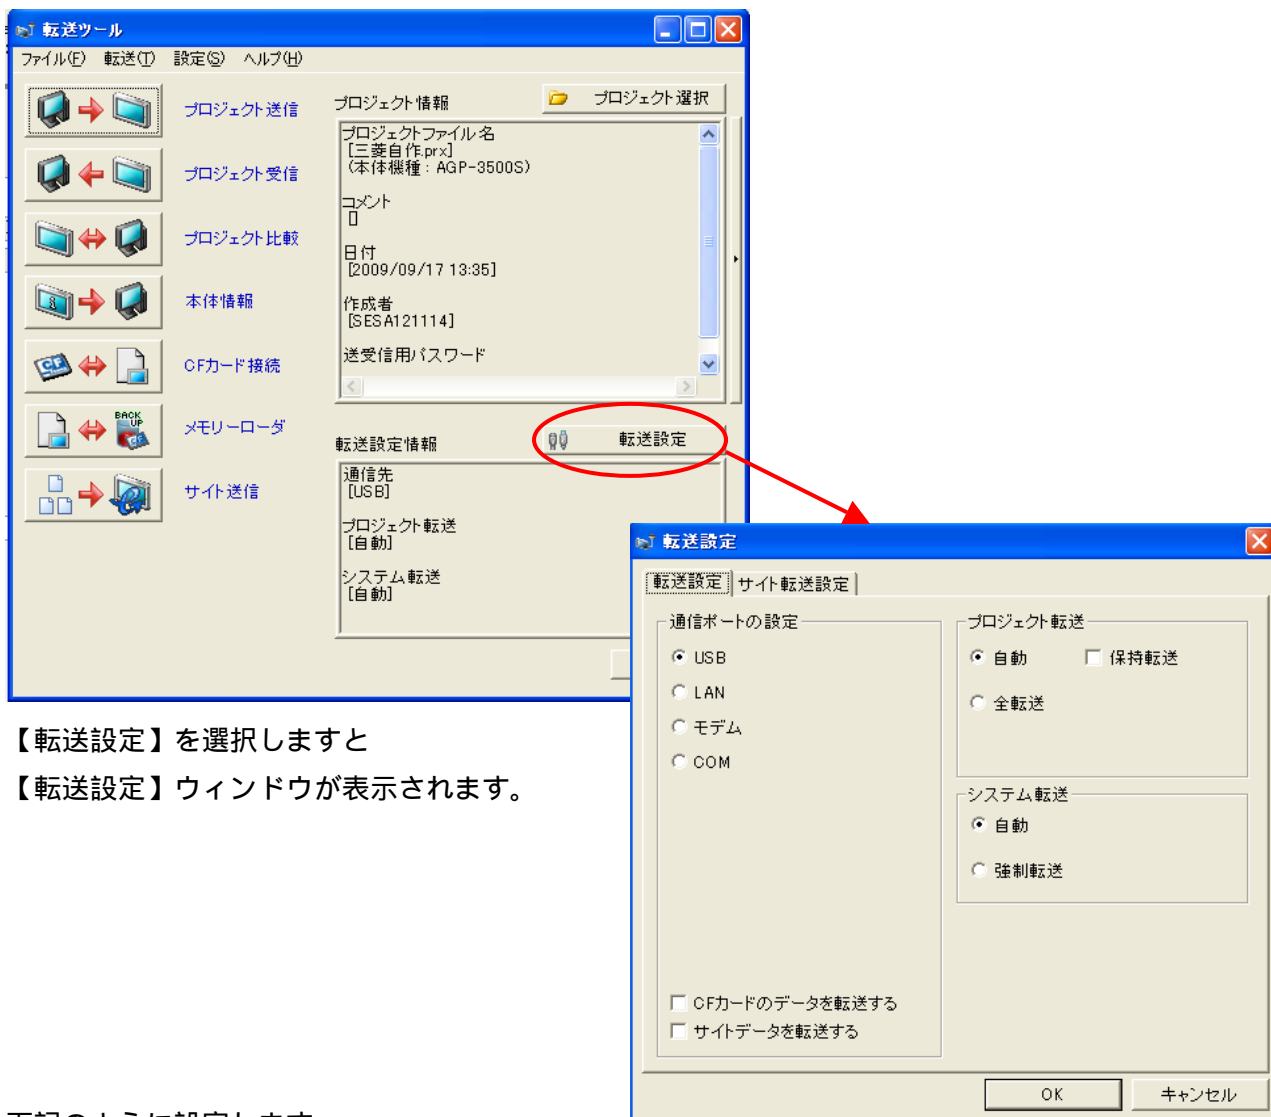 転送ツール
ファイル(F) 転送(T) 設定(S) ヘルプ(H)
プロジェクト送信
プロジェクト受信
プロジェクト比較
本体情報
CFカード接続
BACK UP
メモリーローダ
サイト送信
プロジェクト情報
プロジェクト選択
プロジェクトファイル名
[三菱自作.prx]
(本体機種：AGP-3500S)
コメント
[]
日付
[2009/09/17 13:35]
作成者
[SESA121114]
送受信用パスワード
転送設定情報
転送設定
通信先
[USB]
プロジェクト転送
[自動]
システム転送
[自動]
転送設定
転送設定 サイト転送設定
通信ポートの設定
USB
LAN
モデム
COM
CFカードのデータを転送する
サイトデータを転送する
プロジェクト転送
自動 保持転送
全転送
システム転送
自動
強制転送
OK キャンセル
【転送設定】を選択しますと
【転送設定】ウィンドウが表示されます。